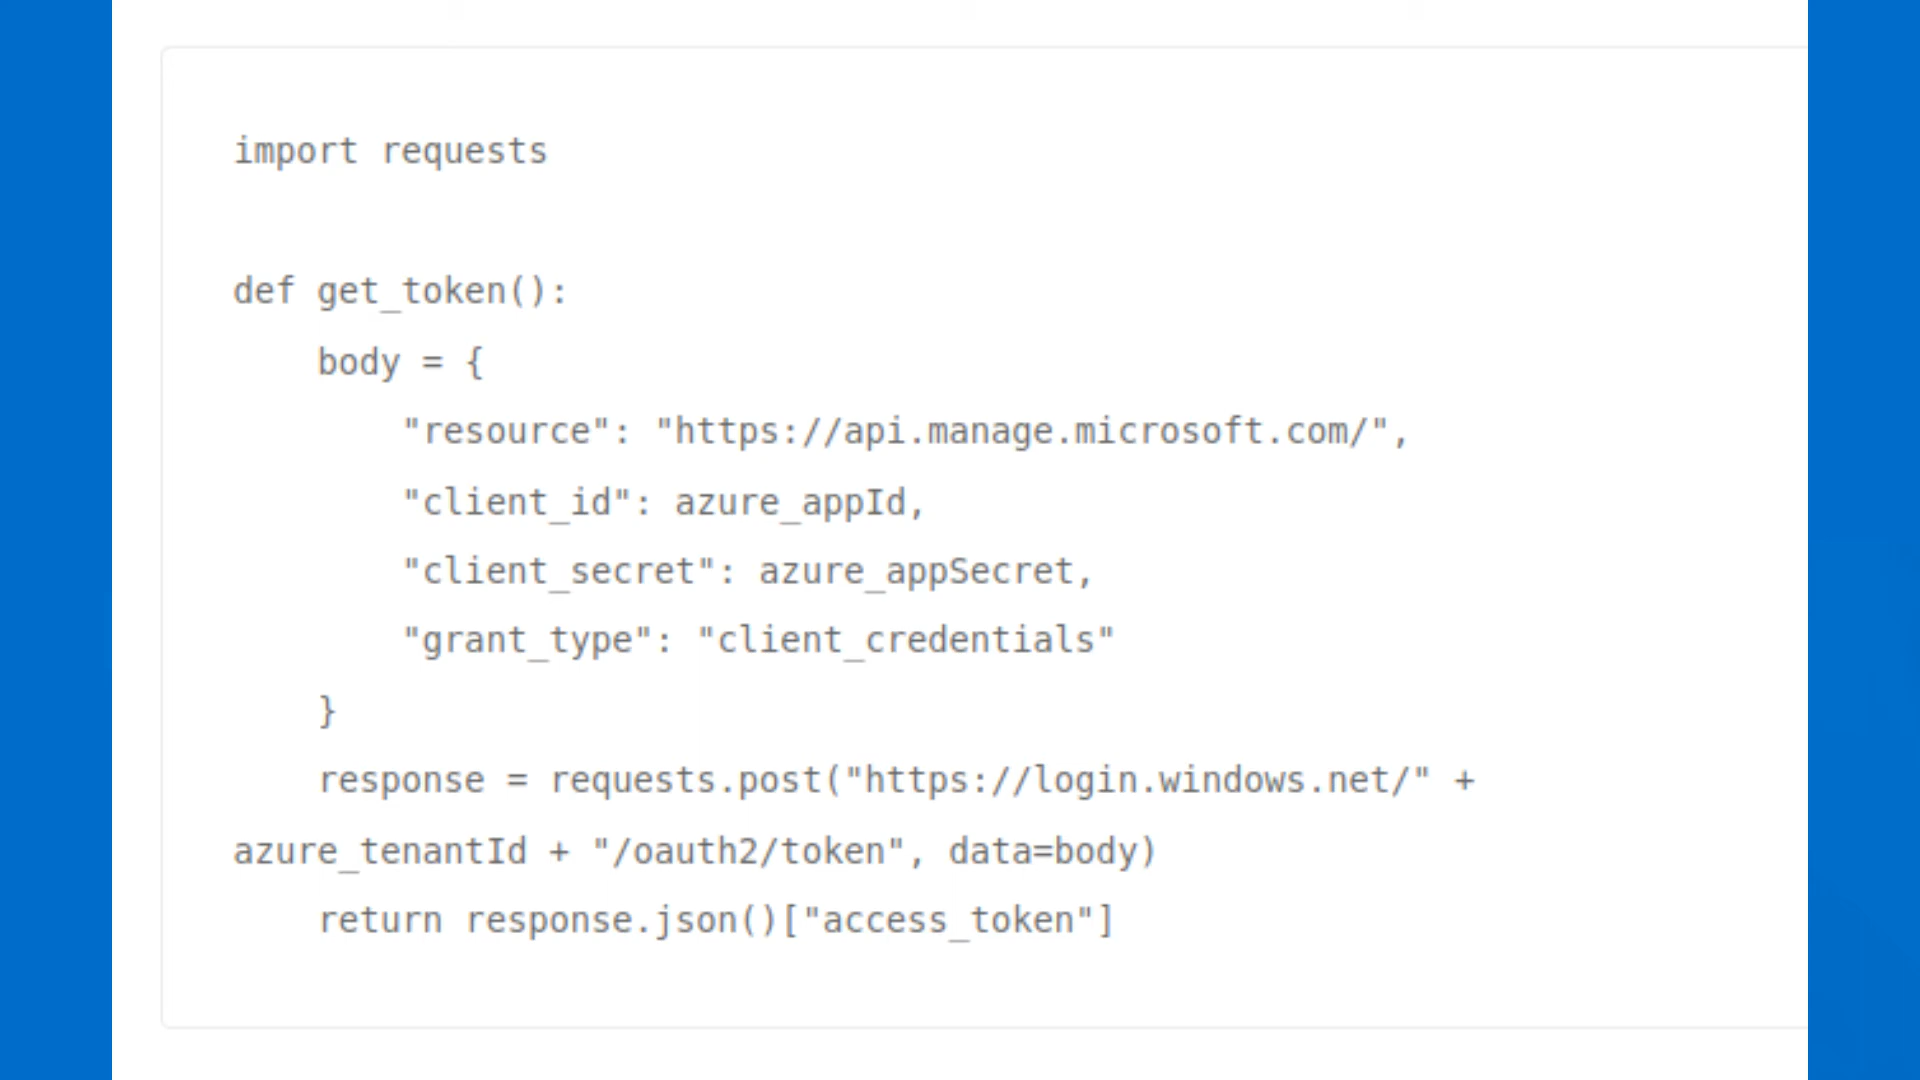 import requests
def get_token():
    body = {
        "resource": "https://api.manage.microsoft.com/",
        "client_id": azure_appId,
        "client_secret": azure_appSecret,
        "grant_type": "client_credentials"
    }
    response = requests.post("https://login.windows.net/" +
azure_tenantId + "/oauth2/token", data=body)
    return response.json()["access_token"]